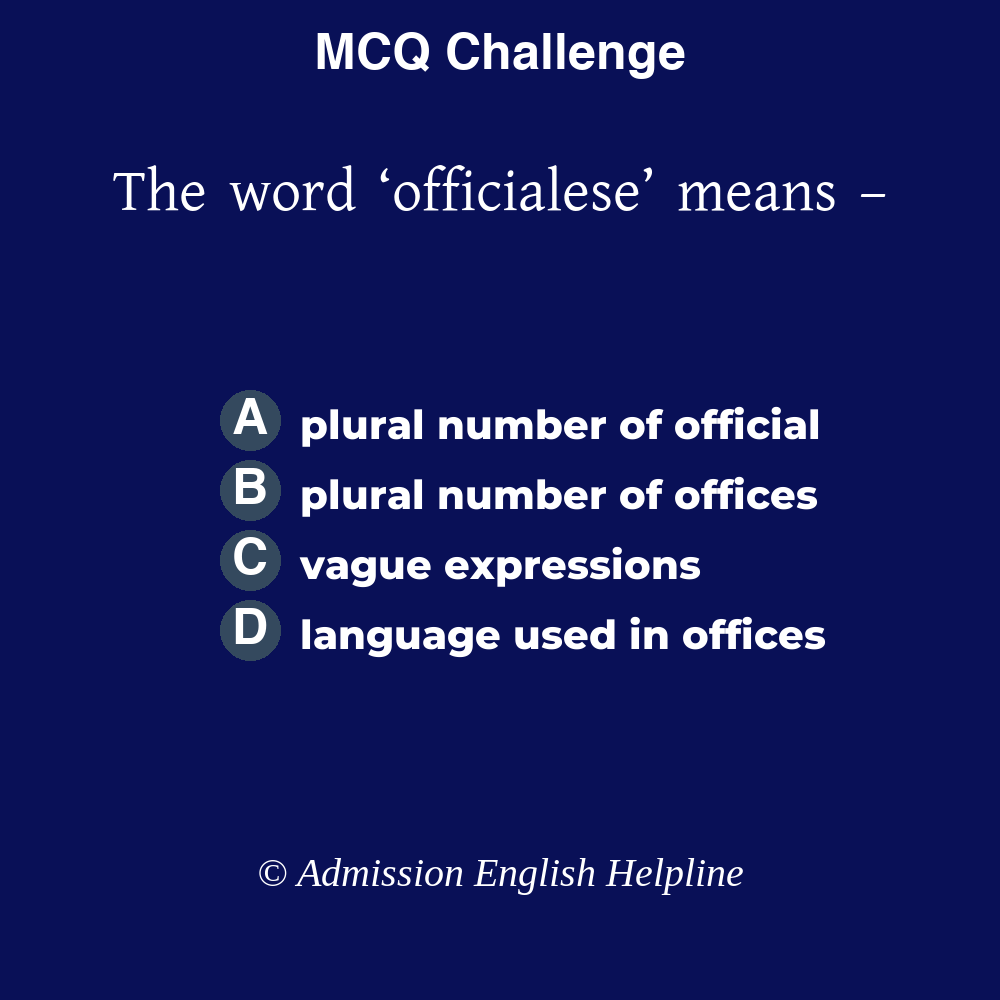 MCQ Challenge
The word ‘officialese’ means –
A plural number of official
B plural number of offices
C vague expressions
D language used in offices
© Admission English Helpline